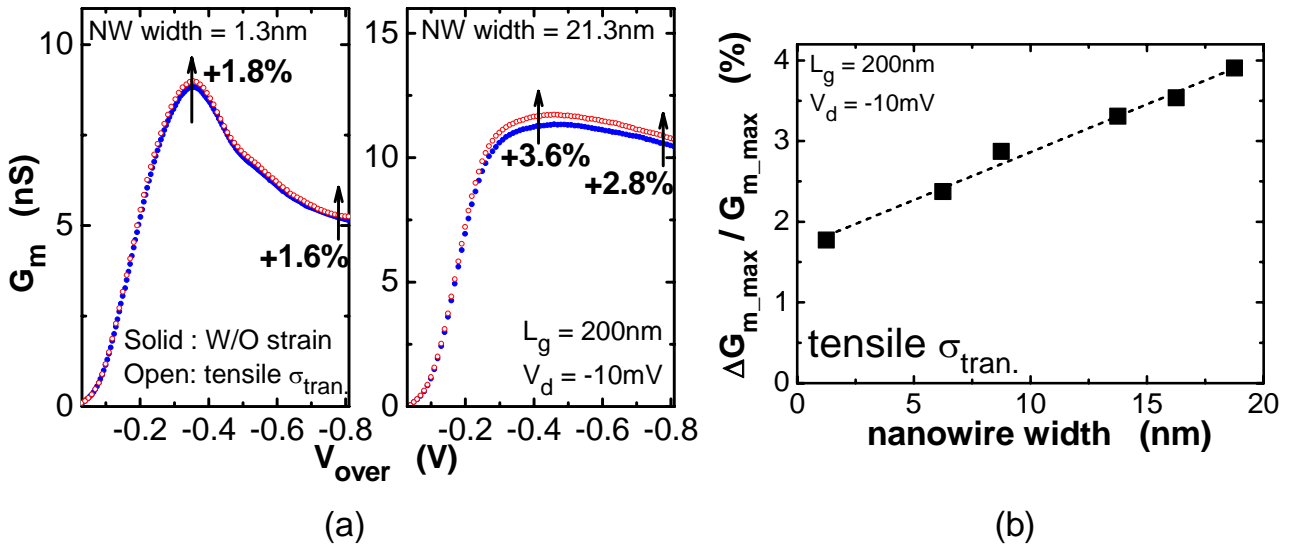 NW width = 1.3nm
10
5
0
G_m (nS)
+1.8%
+1.6%
Solid : W/O strain
Open: tensile σ_tran.
-0.2 -0.4 -0.6 -0.8
NW width = 21.3nm
15
10
5
0
+3.6%
+2.8%
L_g = 200nm
V_d = -10mV
-0.2 -0.4 -0.6 -0.8
V_over (V)
(a)
ΔG_m_max / G_m_max (%)
4
3
2
1
0
L_g = 200nm
V_d = -10mV
tensile σ_tran.
0 5 10 15 20
nanowire width (nm)
(b)